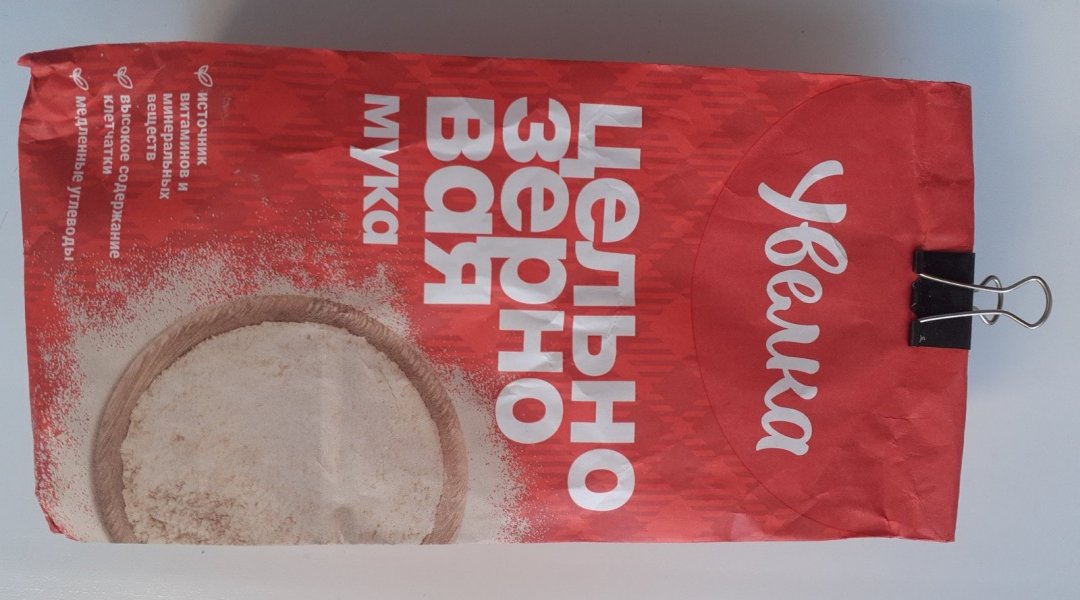 Увелка
цельно
зерно
вая
мука
источник
витаминов и
минеральных
веществ
высокое содержание
клетчатки
медленные углеводы